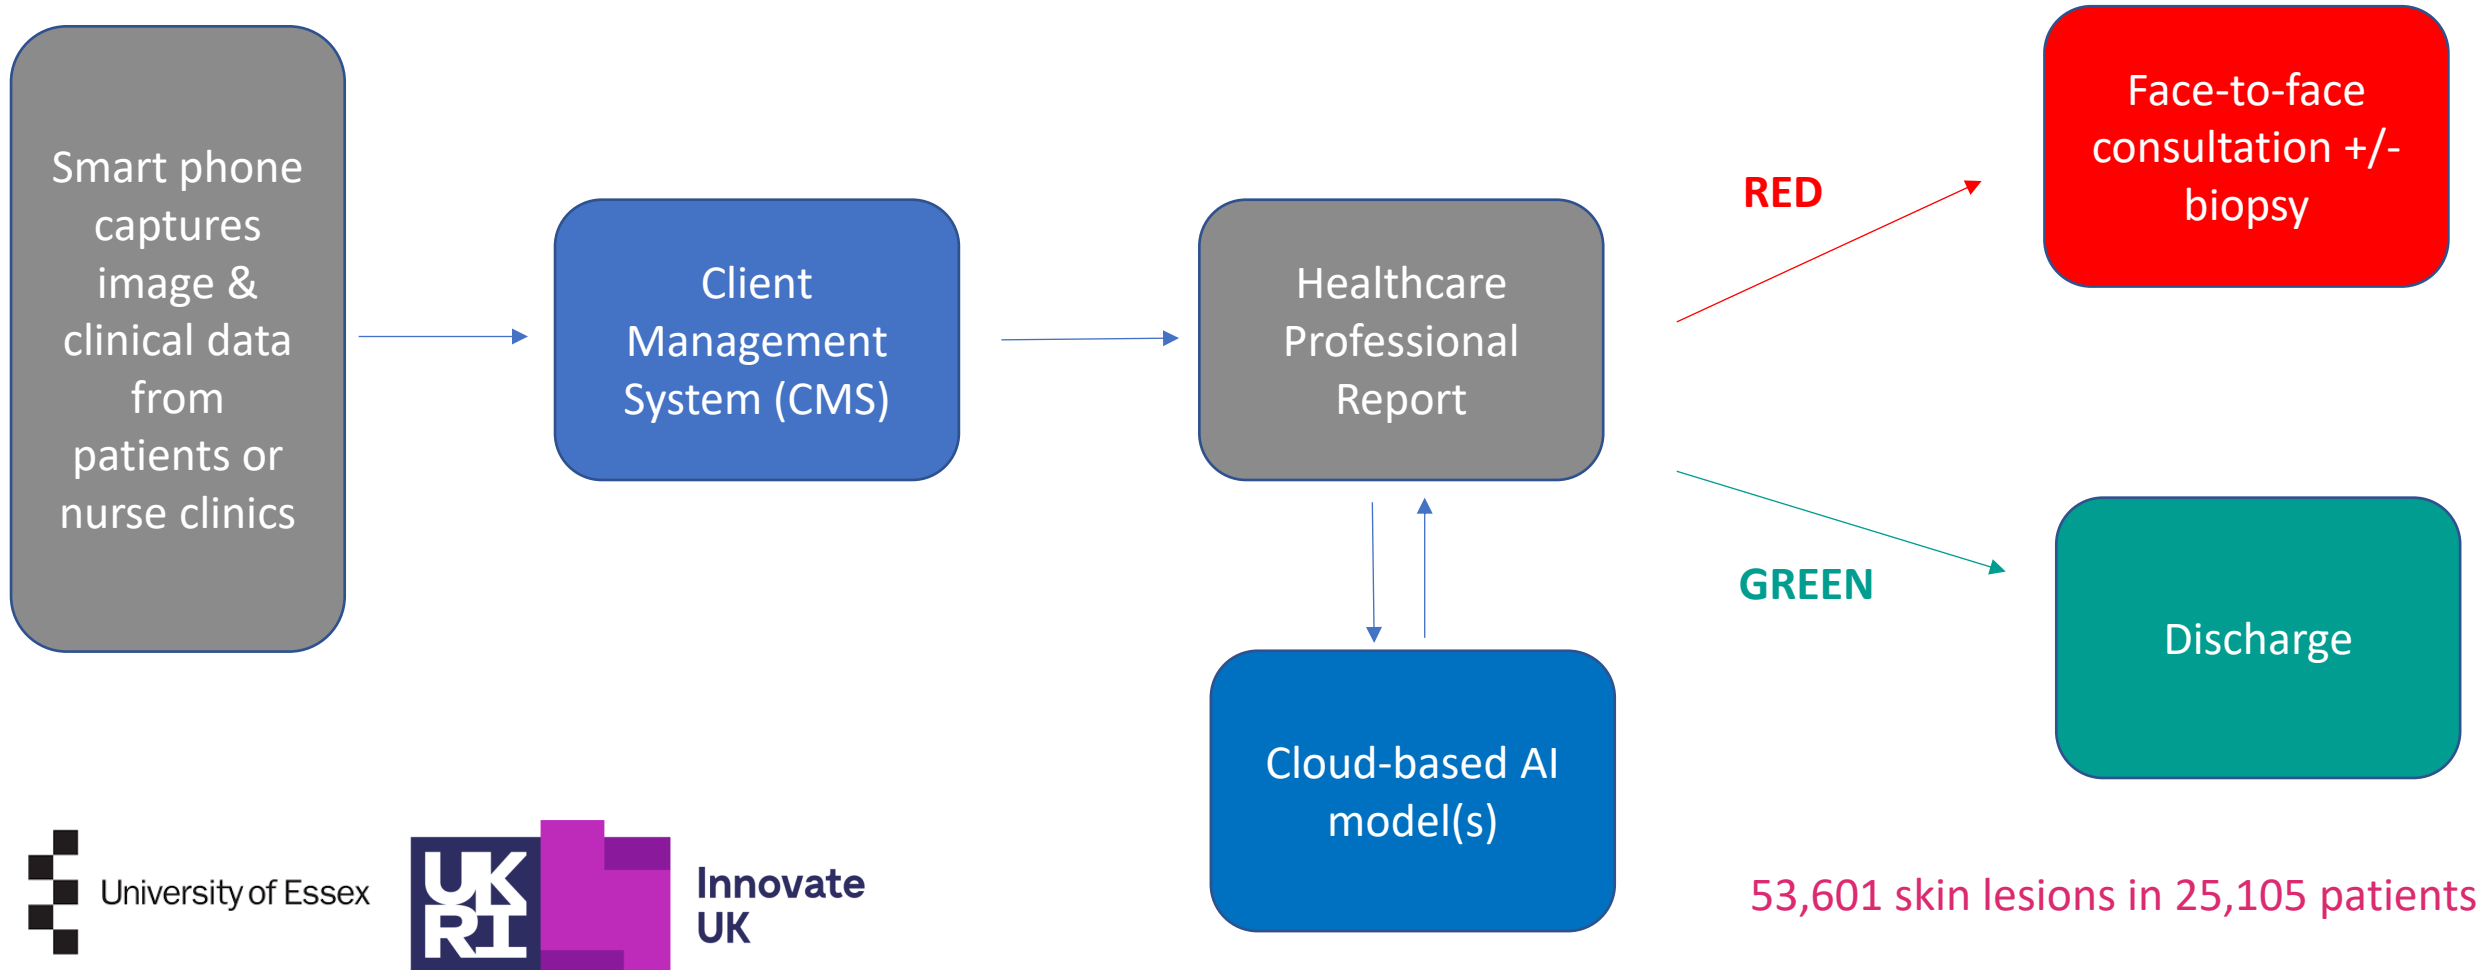 Smart phone
captures
image &
clinical data
from
patients or
nurse clinics
Client
Management
System (CMS)
Healthcare
Professional
Report
RED
Face-to-face
consultation +/-
biopsy
GREEN
Discharge
Cloud-based AI
model(s)
University of Essex
UK
RI
Innovate
UK
53,601 skin lesions in 25,105 patients